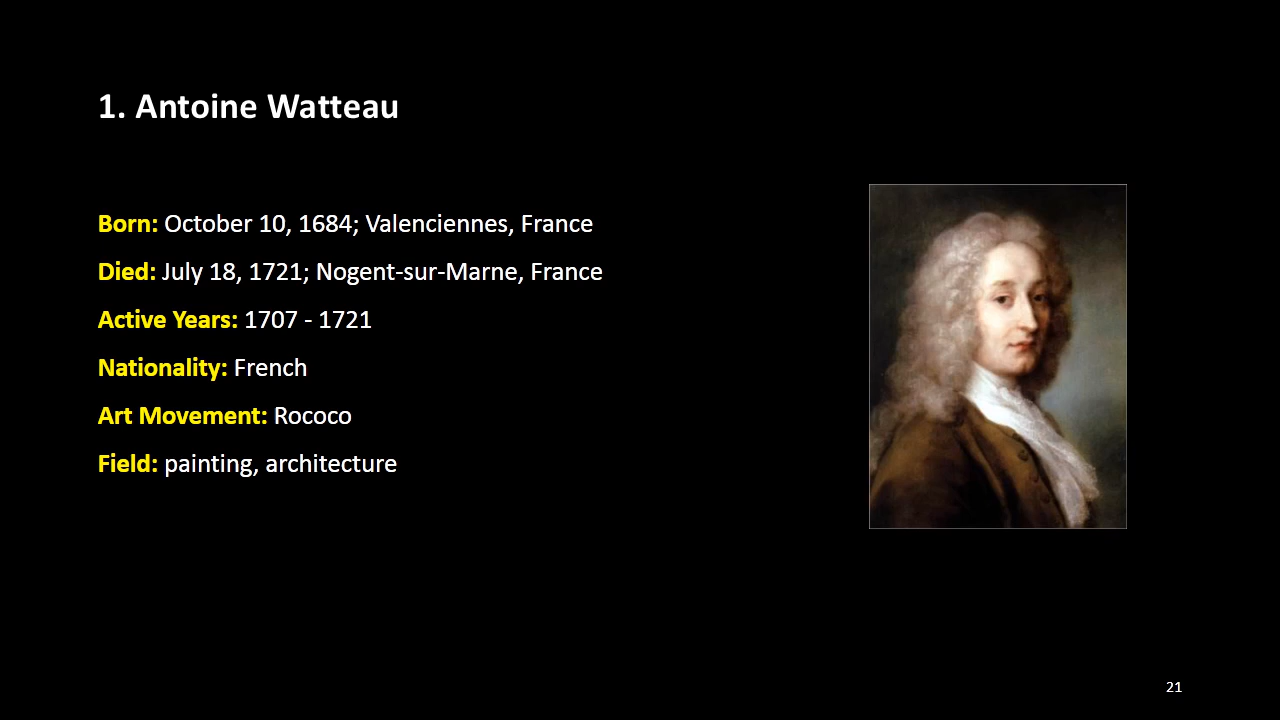 1. Antoine Watteau
Born: October 10, 1684; Valenciennes, France
Died: July 18, 1721; Nogent-sur-Marne, France
Active Years: 1707 - 1721
Nationality: French
Art Movement: Rococo
Field: painting, architecture
21